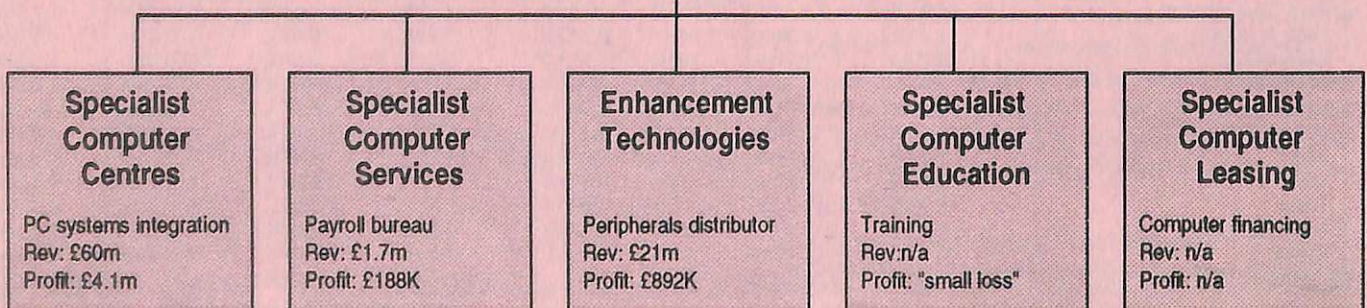 Specialist
Computer
Centres
PC systems integration
Rev: £60m
Profit: £4.1m
Specialist
Computer
Services
Payroll bureau
Rev: £1.7m
Profit: £188K
Enhancement
Technologies
Peripherals distributor
Rev: £21m
Profit: £892K
Specialist
Computer
Education
Training
Rev:n/a
Profit: "small loss"
Specialist
Computer
Leasing
Computer financing
Rev: n/a
Profit: n/a